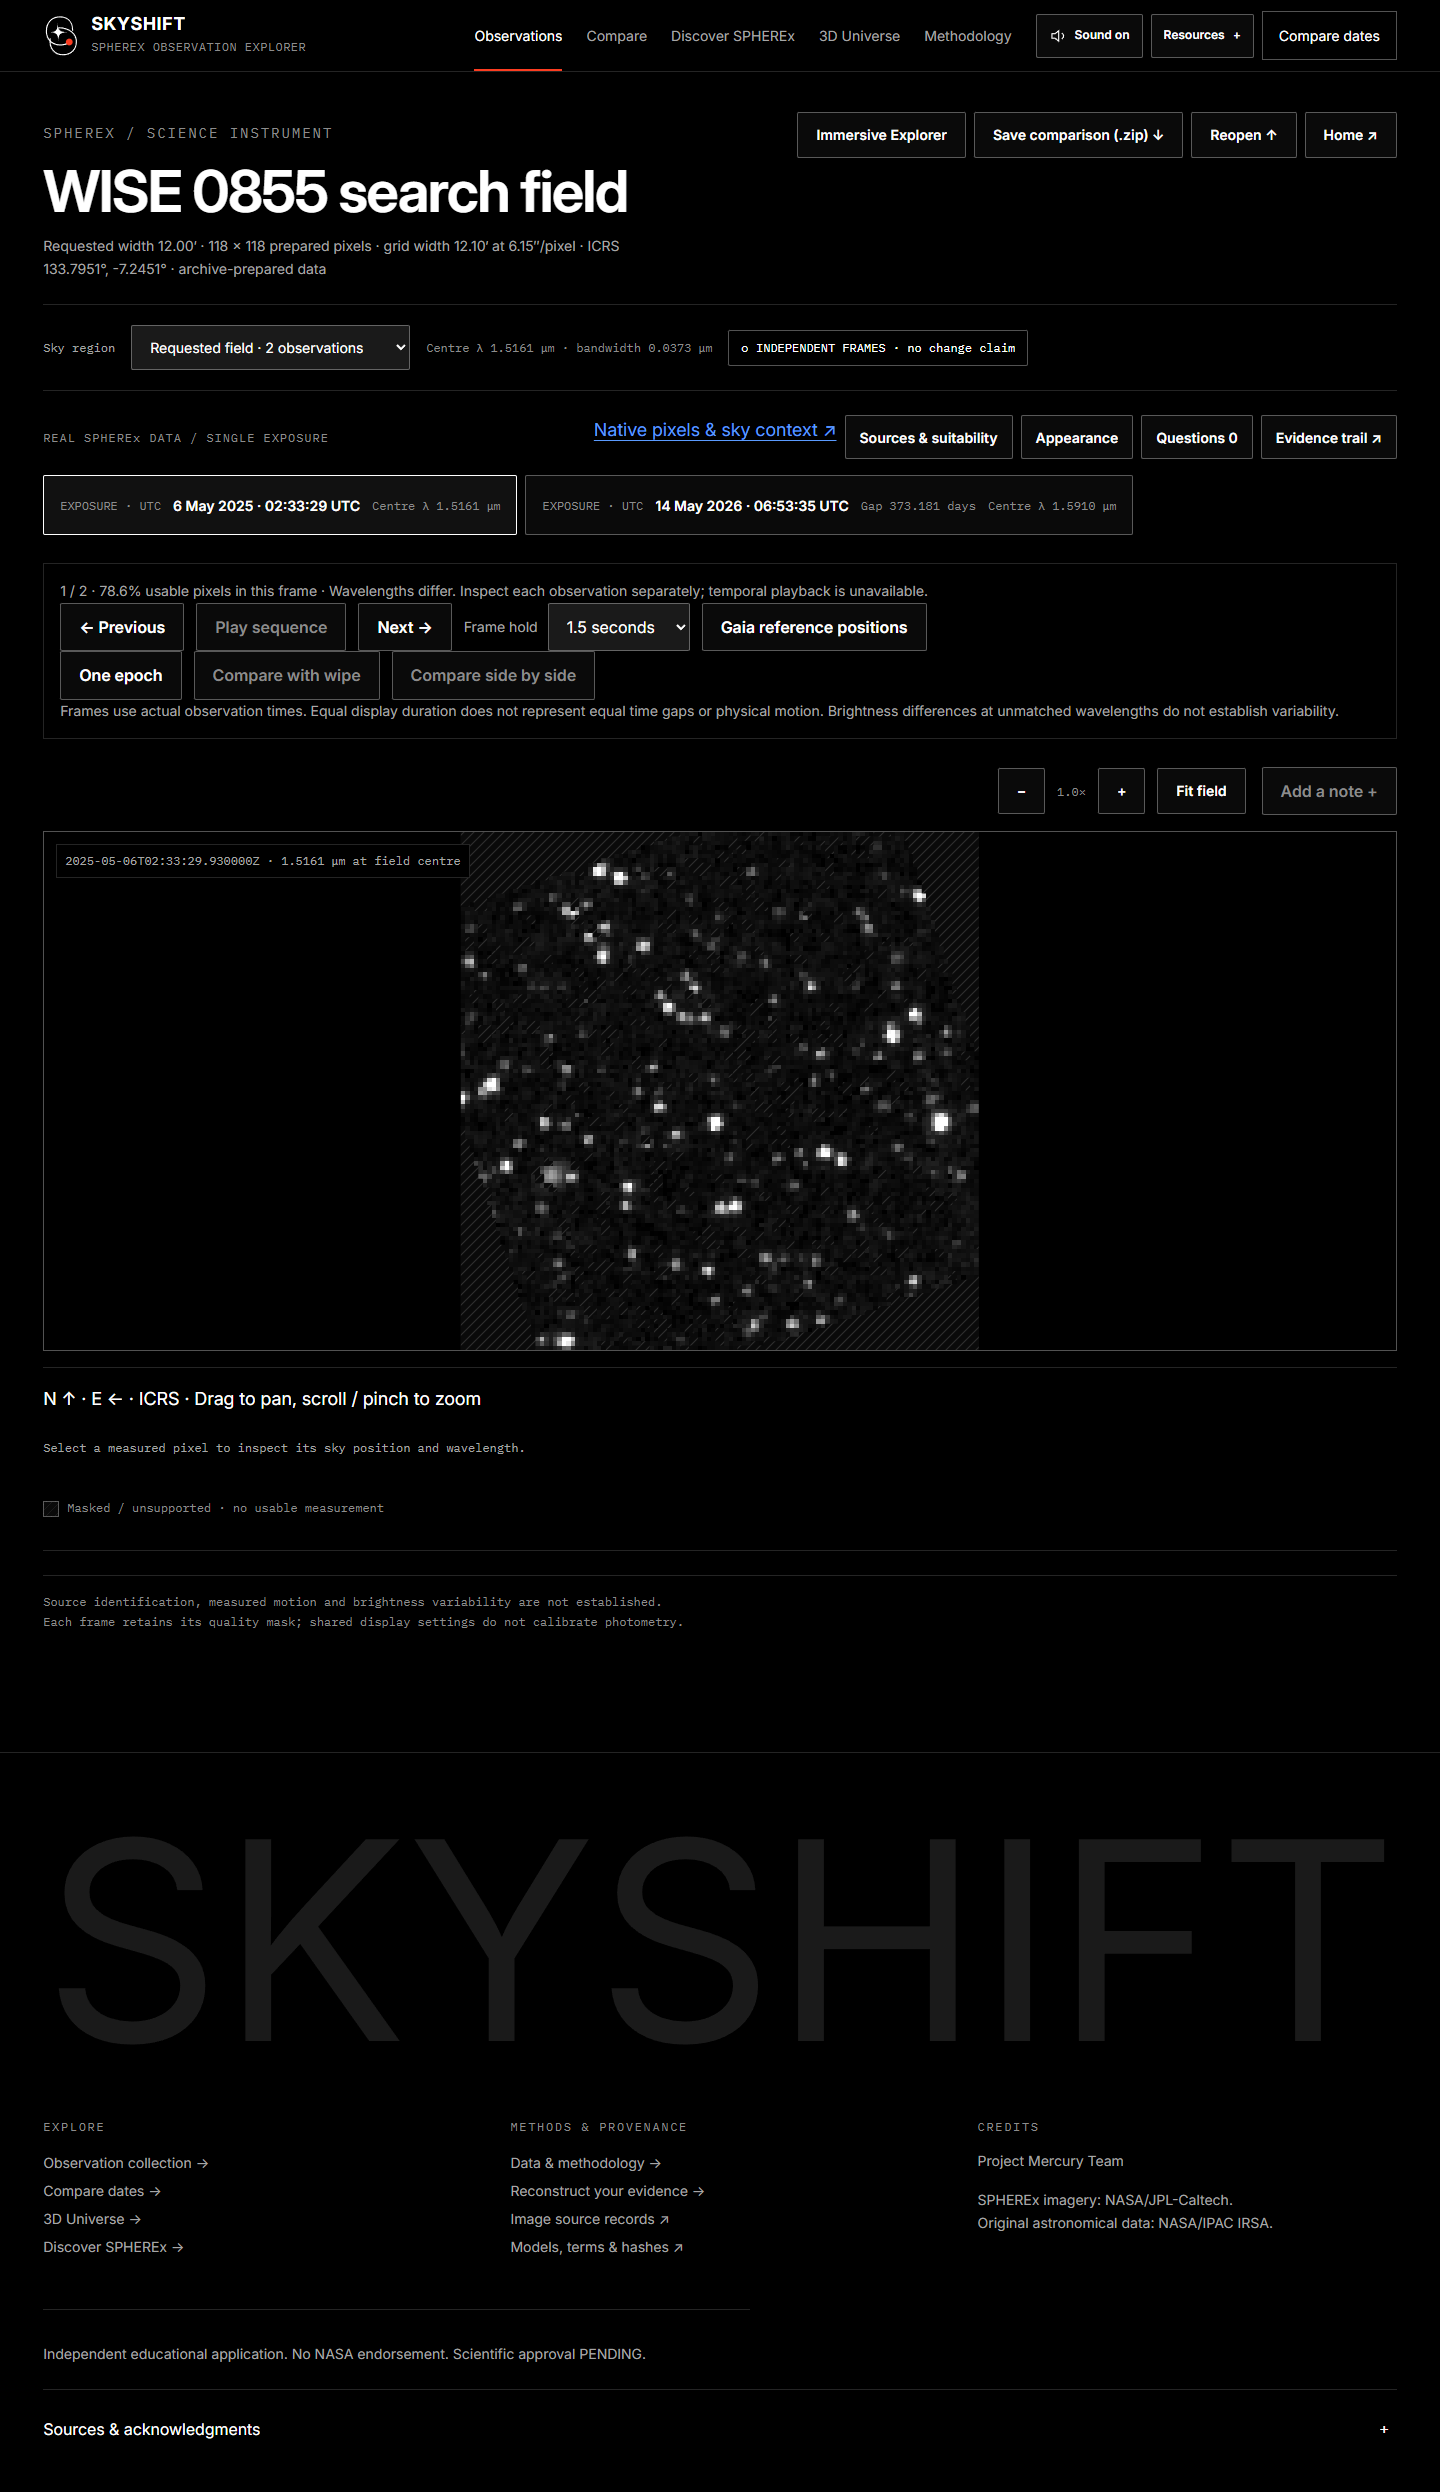 SKYSHIFT
SPHEREX OBSERVATION EXPLORER
Observations Compare Discover SPHEREx 3D Universe Methodology Sound on Resources + Compare dates
SPHEREX / SCIENCE INSTRUMENT
Immersive Explorer Save comparison (.zip) ↓ Reopen ↑ Home ↗
WISE 0855 search field
Requested width 12.00′ · 118 × 118 prepared pixels · grid width 12.10′ at 6.15″/pixel · ICRS
133.7951°, -7.2451° · archive-prepared data
Sky region Requested field · 2 observations Centre λ 1.5161 µm · bandwidth 0.0373 µm o INDEPENDENT FRAMES · no change claim
REAL SPHEREx DATA / SINGLE EXPOSURE Native pixels & sky context ↗ Sources & suitability Appearance Questions 0 Evidence trail ↗
EXPOSURE · UTC 6 May 2025 · 02:33:29 UTC Centre λ 1.5161 µm EXPOSURE · UTC 14 May 2026 · 06:53:35 UTC Gap 373.181 days Centre λ 1.5910 µm
1 / 2 · 78.6% usable pixels in this frame · Wavelengths differ. Inspect each observation separately; temporal playback is unavailable.
← Previous Play sequence Next → Frame hold 1.5 seconds Gaia reference positions
One epoch Compare with wipe Compare side by side
Frames use actual observation times. Equal display duration does not represent equal time gaps or physical motion. Brightness differences at unmatched wavelengths do not establish variability.
− 1.0× + Fit field Add a note +
2025-05-06T02:33:29.930000Z · 1.5161 µm at field centre
N ↑ · E ← · ICRS · Drag to pan, scroll / pinch to zoom
Select a measured pixel to inspect its sky position and wavelength.
Masked / unsupported · no usable measurement
Source identification, measured motion and brightness variability are not established.
Each frame retains its quality mask; shared display settings do not calibrate photometry.
SKYSHIFT
EXPLORE
Observation collection →
Compare dates →
3D Universe →
Discover SPHEREx →
METHODS & PROVENANCE
Data & methodology →
Reconstruct your evidence →
Image source records ↗
Models, terms & hashes ↗
CREDITS
Project Mercury Team
SPHEREx imagery: NASA/JPL-Caltech.
Original astronomical data: NASA/IPAC IRSA.
Independent educational application. No NASA endorsement. Scientific approval PENDING.
Sources & acknowledgments +